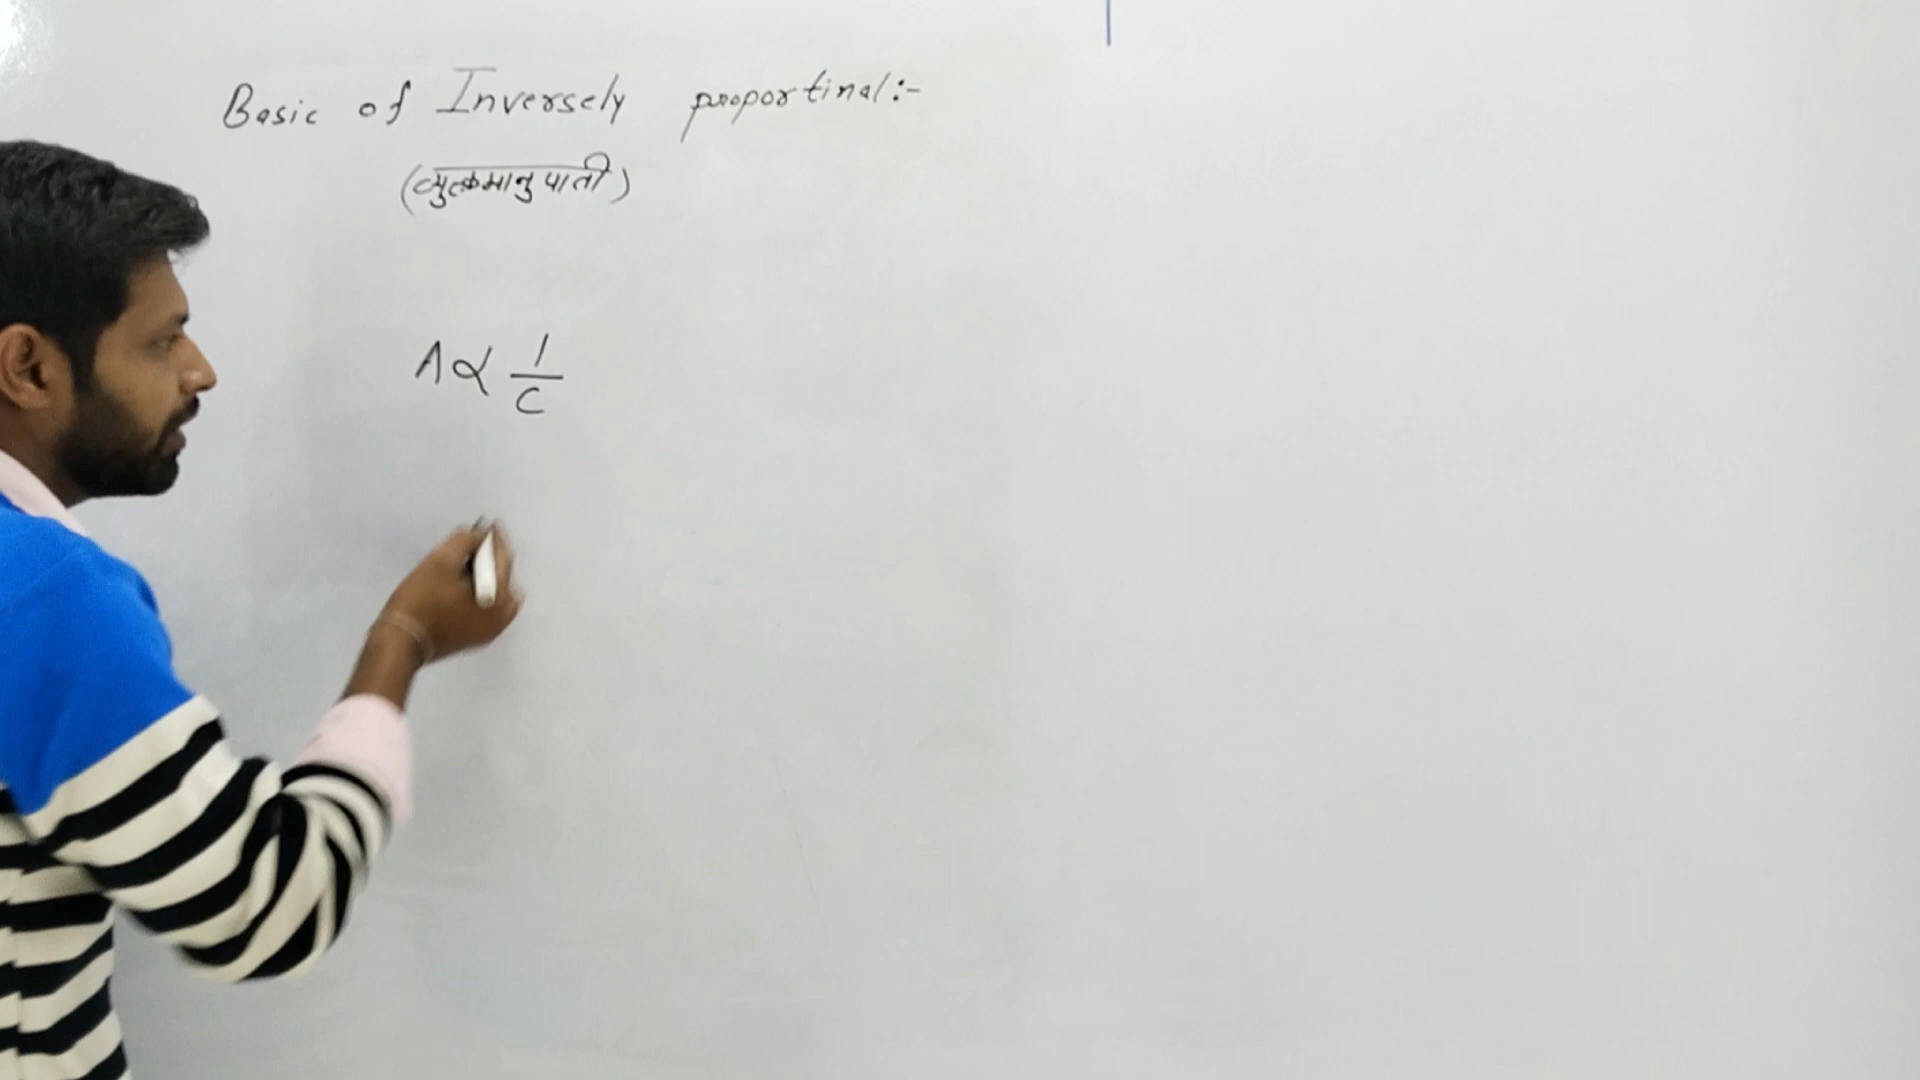 Basic of Inversely proportinal:-
(व्युत्क्रमानुपाती)
A ∝ 1/C